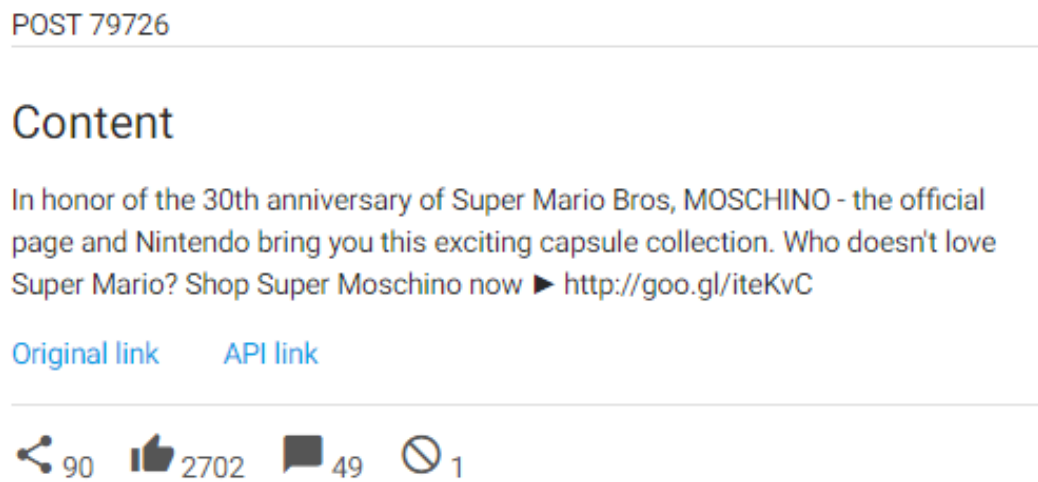 POST 79726
Content
In honor of the 30th anniversary of Super Mario Bros, MOSCHINO - the official
page and Nintendo bring you this exciting capsule collection. Who doesn't love
Super Mario? Shop Super Moschino now ► http://goo.gl/iteKvC
Original link API link
90 2702 49 1